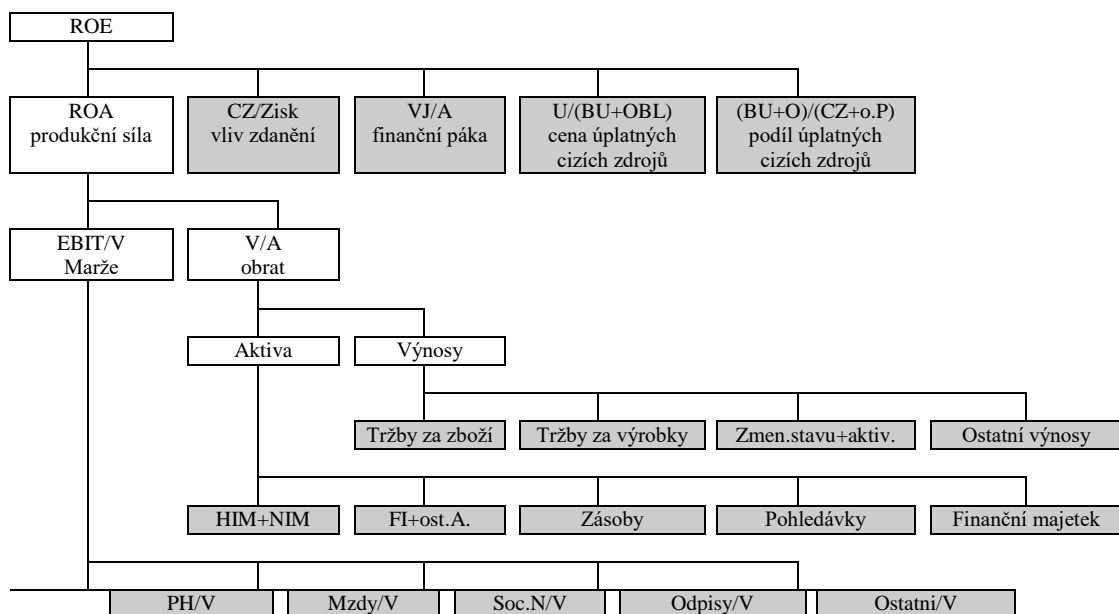 ROE
ROA
produkční síla
CZ/Zisk
vliv zdanění
VJ/A
finanční páka
U/(BU+OBL)
cena úplatných
cizích zdrojů
(BU+O)/(CZ+o.P)
podíl úplatných
cizích zdrojů
EBIT/V
Marže
V/A
obrat
Aktiva
Výnosy
Tržby za zboží
Tržby za výrobky
Zmen.stavu+aktiv.
Ostatní výnosy
HIM+NIM
FI+ost.A.
Zásoby
Pohledávky
Finanční majetek
PH/V
Mzdy/V
Soc.N/V
Odpisy/V
Ostatni/V